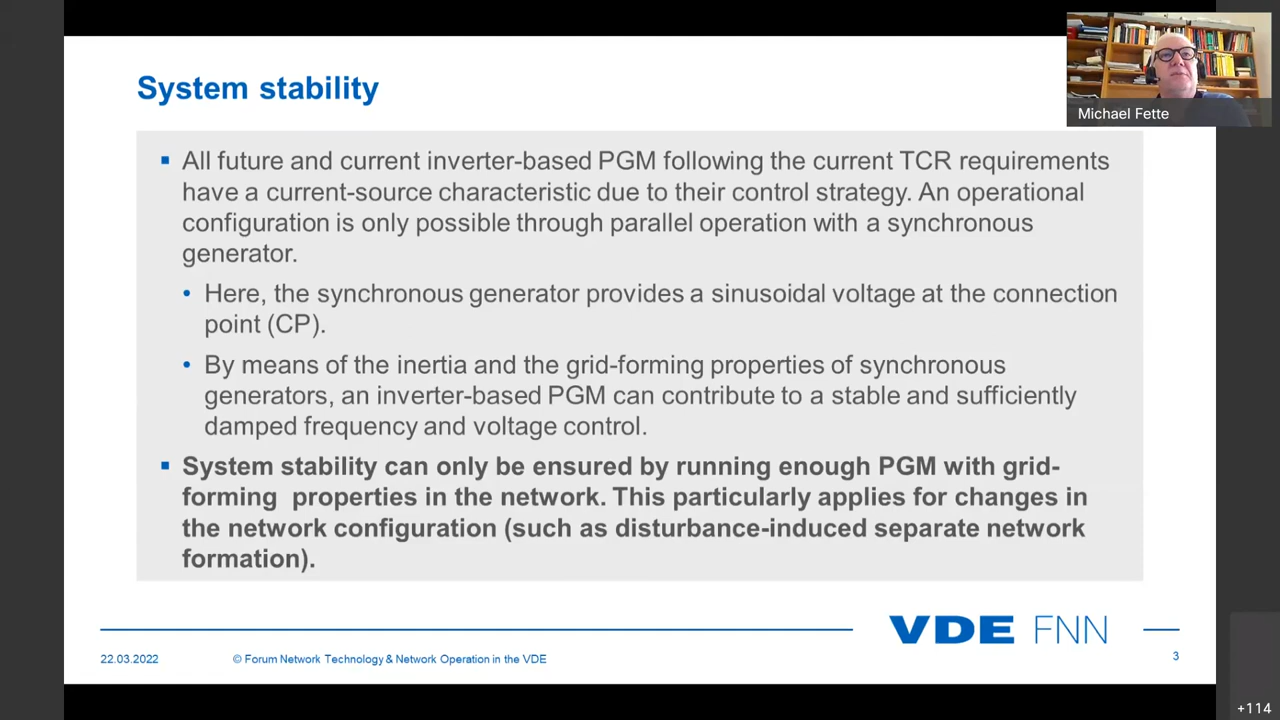 System stability
Michael Fette
▪ All future and current inverter-based PGM following the current TCR requirements
have a current-source characteristic due to their control strategy. An operational
configuration is only possible through parallel operation with a synchronous
generator.
• Here, the synchronous generator provides a sinusoidal voltage at the connection
point (CP).
• By means of the inertia and the grid-forming properties of synchronous
generators, an inverter-based PGM can contribute to a stable and sufficiently
damped frequency and voltage control.
▪ System stability can only be ensured by running enough PGM with grid-
forming properties in the network. This particularly applies for changes in
the network configuration (such as disturbance-induced separate network
formation).
VDE FNN
22.03.2022 © Forum Network Technology & Network Operation in the VDE 3
+114